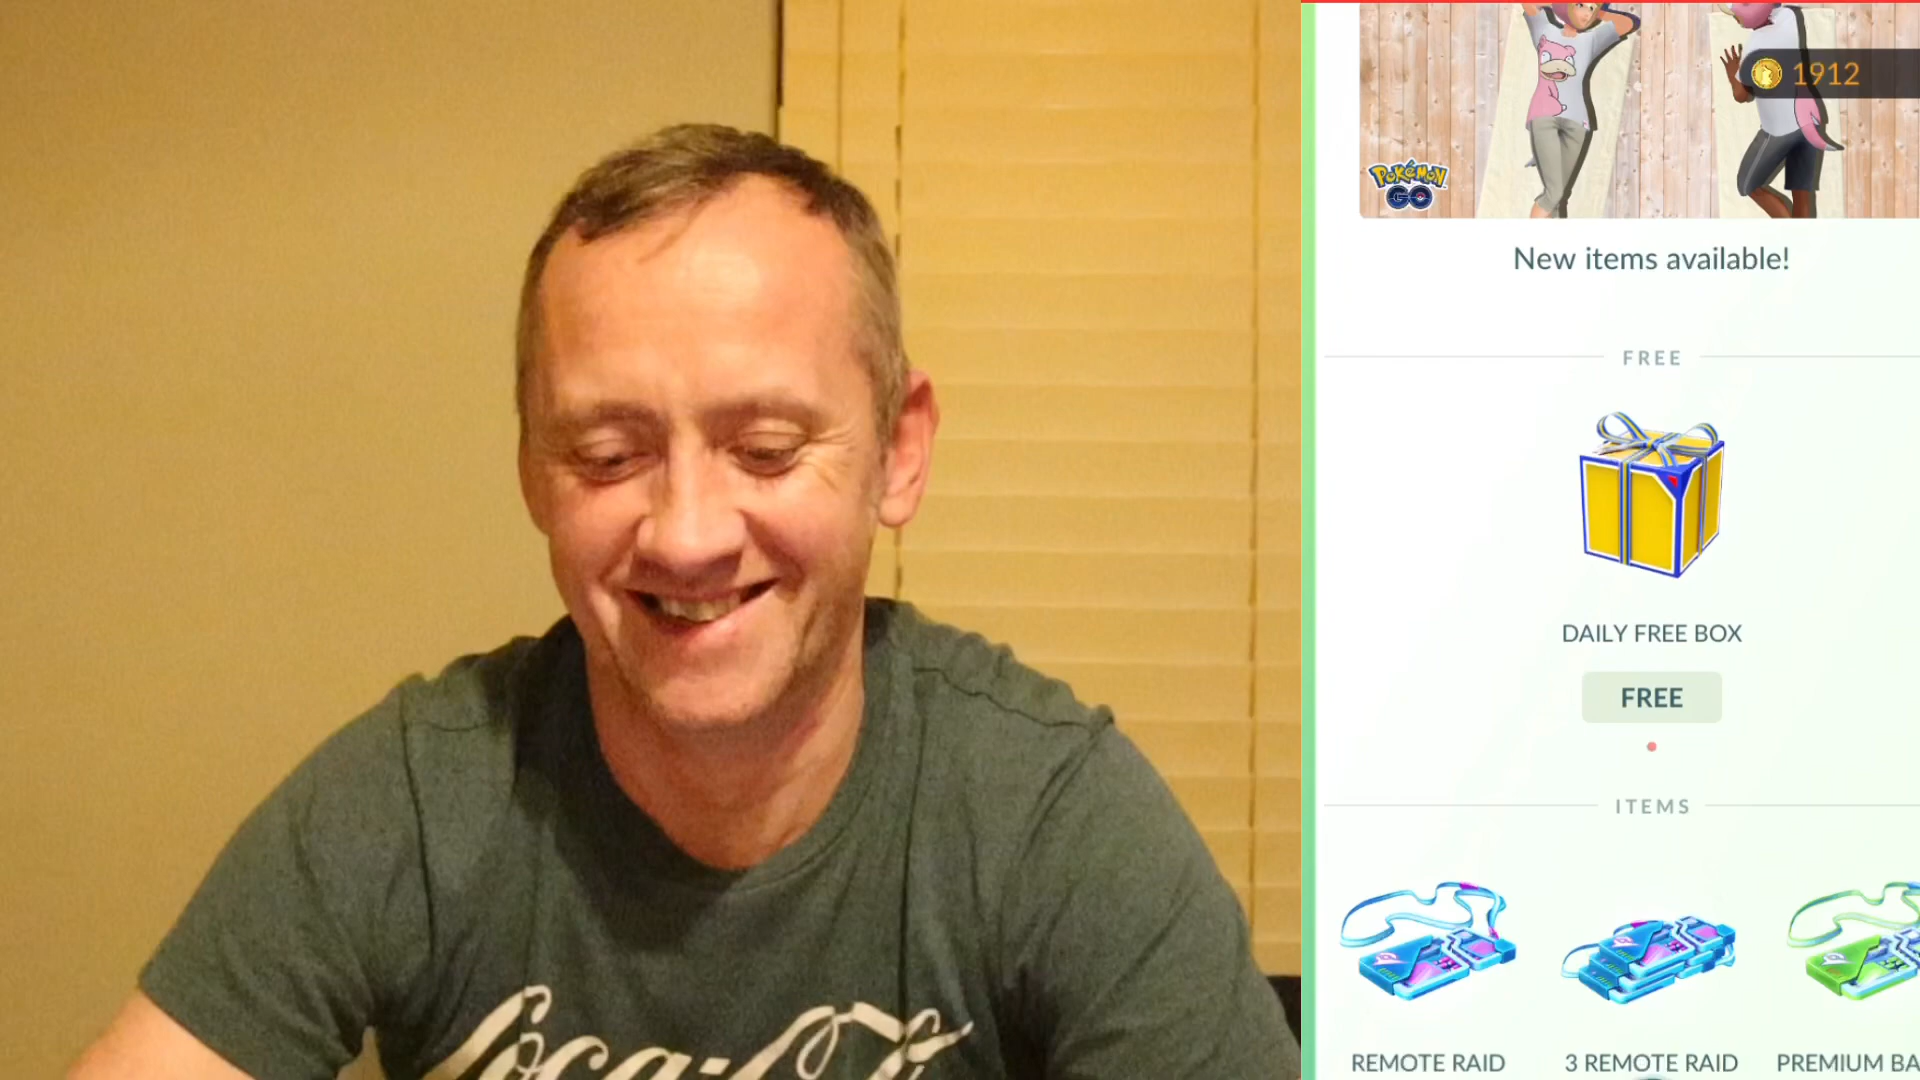 1912
Pokémon
GO
New items available!
FREE
DAILY FREE BOX
FREE
ITEMS
REMOTE RAID
3 REMOTE RAID
PREMIUM BA
Coca-